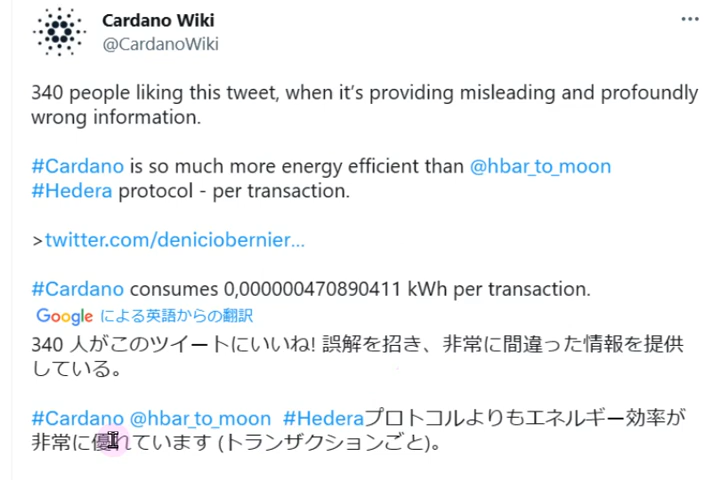 Cardano Wiki
@CardanoWiki
340 people liking this tweet, when it's providing misleading and profoundly
wrong information.
#Cardano is so much more energy efficient than @hbar_to_moon
#Hedera protocol - per transaction.
>twitter.com/deniciobernier...
#Cardano consumes 0,000000470890411 kWh per transaction.
Google による英語からの翻訳
340 人がこのツイートにいいね! 誤解を招き、非常に間違った情報を提供
している。
#Cardano @hbar_to_moon #Hederaプロトコルよりもエネルギー効率が
非常に優れています (トランザクションごと)。